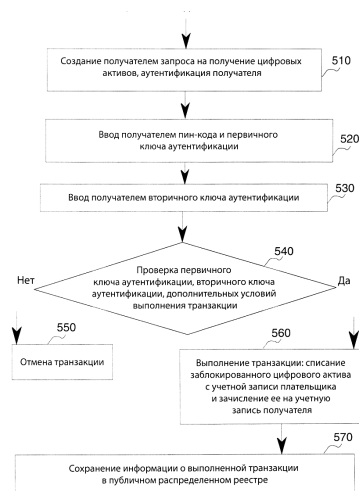 Создание получателем запроса на получение цифровых
активов, аутентификация получателя
510
Ввод получателем пин-кода и первичного
ключа аутентификации
520
Ввод получателем вторичного ключа аутентификации
530
540
Проверка первичного
ключа аутентификации, вторичного ключа
аутентификации, дополнительных условий
выполнения транзакции
Нет
Да
550
Отмена транзакции
560
Выполнение транзакции: списание
заблокированного цифрового актива
с учетной записи плательщика
и зачисление ее на учетную
запись получателя
570
Сохранение информации о выполненной транзакции
в публичном распределенном реестре